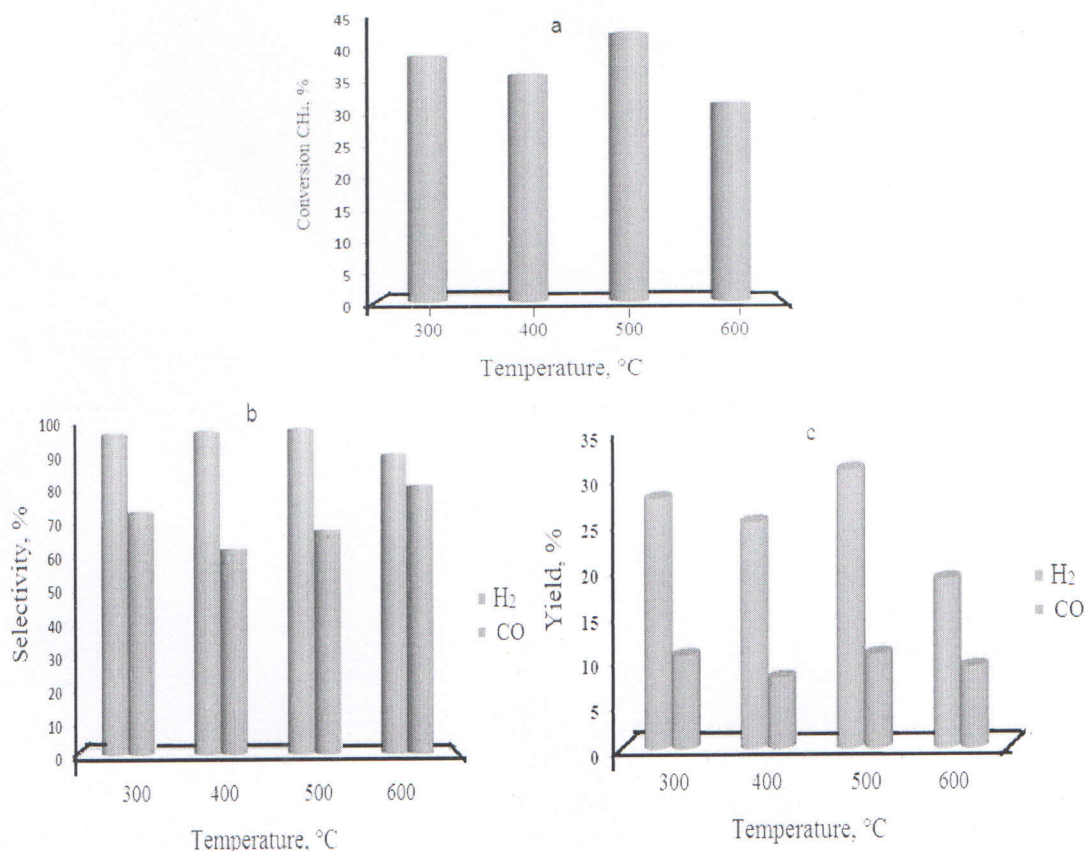 a
Conversion CH₄, %
45
40
35
30
25
20
15
10
5
0
300 400 500 600
Temperature, °C
b
Selectivity, %
100
90
80
70
60
50
40
30
20
10
0
300 400 500 600
Temperature, °C
H₂
CO
c
Yield, %
35
30
25
20
15
10
5
0
300 400 500 600
Temperature, °C
H₂
CO